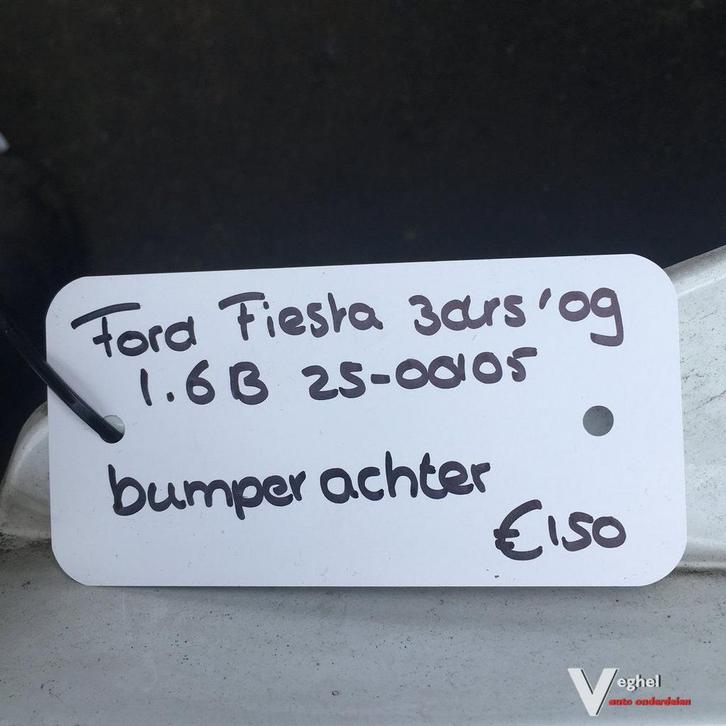 Ford Fiesta 3drs '09
1.6B 25-00105
bumper achter
€150
Veghel
auto onderdelen